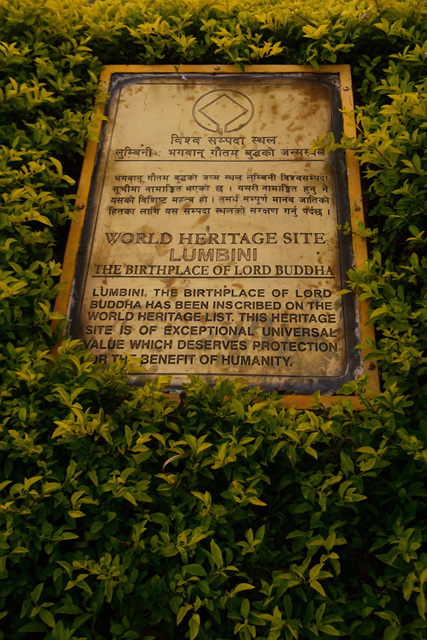 विश्व सम्पदा स्थल
लुम्बिनी : भगवान् गौतम बुद्धको जन्मस्थल
भगवान् गौतम बुद्धको जन्म स्थल लुम्बिनी विश्वसम्पदा
सूचीमा नामाङ्कित भएको छ । यसरी नामाङ्कित हुनु ने
यसको विशिष्ट महत्व हो । तसर्थ सम्पूर्ण मानव जातिको
हितका लागि यस सम्पदा स्थलको संरक्षण गर्नु पर्दछ ।
WORLD HERITAGE SITE
LUMBINI
THE BIRTHPLACE OF LORD BUDDHA
LUMBINI, THE BIRTHPLACE OF LORD
BUDDHA HAS BEEN INSCRIBED ON THE
WORLD HERITAGE LIST. THIS HERITAGE
SITE IS OF EXCEPTIONAL UNIVERSAL
VALUE WHICH DESERVES PROTECTION
OR THE BENEFIT OF HUMANITY.